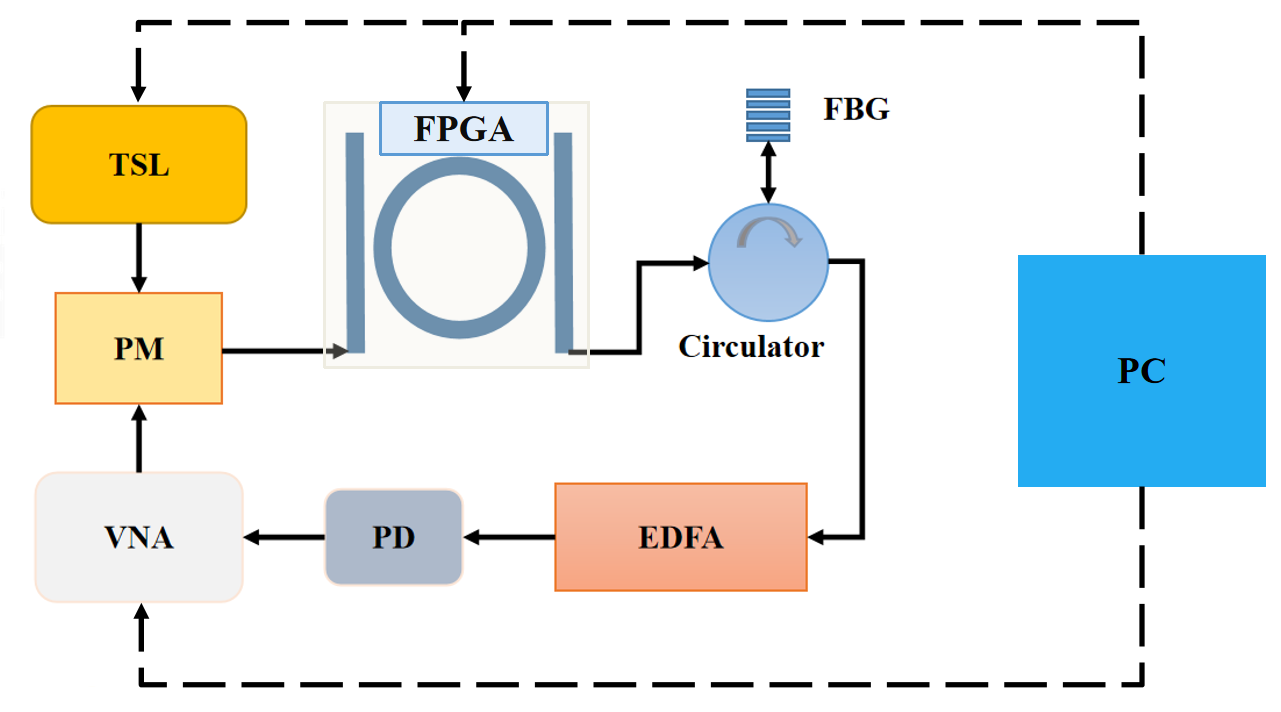 FPGA
FBG
TSL
PM
Circulator
PC
VNA
PD
EDFA